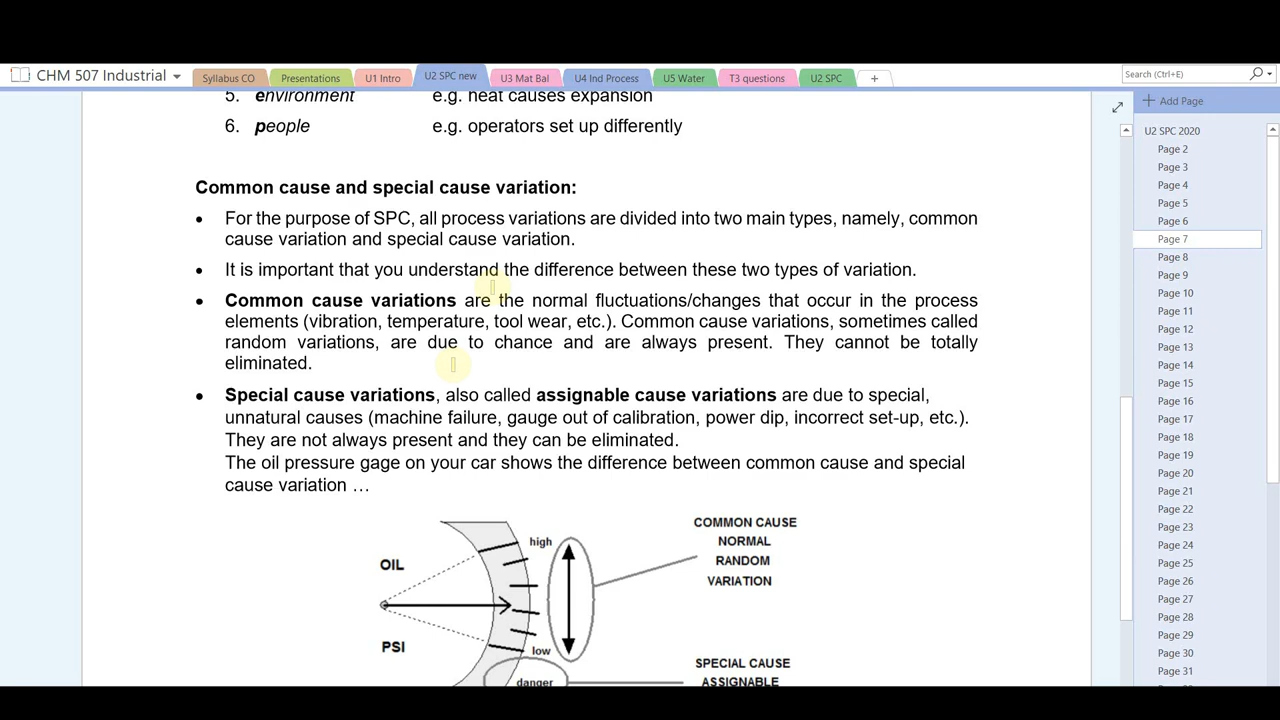 CHM 507 Industrial
Syllabus CO
Presentations
U1 Intro
U2 SPC new
U3 Mat Bal
U4 Ind Process
U5 Water
T3 questions
U2 SPC
Search (Ctrl+E)
5. environment e.g. heat causes expansion
6. people e.g. operators set up differently
Common cause and special cause variation:
• For the purpose of SPC, all process variations are divided into two main types, namely, common
cause variation and special cause variation.
• It is important that you understand the difference between these two types of variation.
• Common cause variations are the normal fluctuations/changes that occur in the process
elements (vibration, temperature, tool wear, etc.). Common cause variations, sometimes called
random variations, are due to chance and are always present. They cannot be totally
eliminated.
• Special cause variations, also called assignable cause variations are due to special,
unnatural causes (machine failure, gauge out of calibration, power dip, incorrect set-up, etc.).
They are not always present and they can be eliminated.
The oil pressure gage on your car shows the difference between common cause and special
cause variation …
OIL
PSI
high
low
danger
COMMON CAUSE
NORMAL
RANDOM
VARIATION
SPECIAL CAUSE
ASSIGNABLE
Add Page
U2 SPC 2020
Page 2
Page 3
Page 4
Page 5
Page 6
Page 7
Page 8
Page 9
Page 10
Page 11
Page 12
Page 13
Page 14
Page 15
Page 16
Page 17
Page 18
Page 19
Page 20
Page 21
Page 22
Page 23
Page 24
Page 25
Page 26
Page 27
Page 28
Page 29
Page 30
Page 31